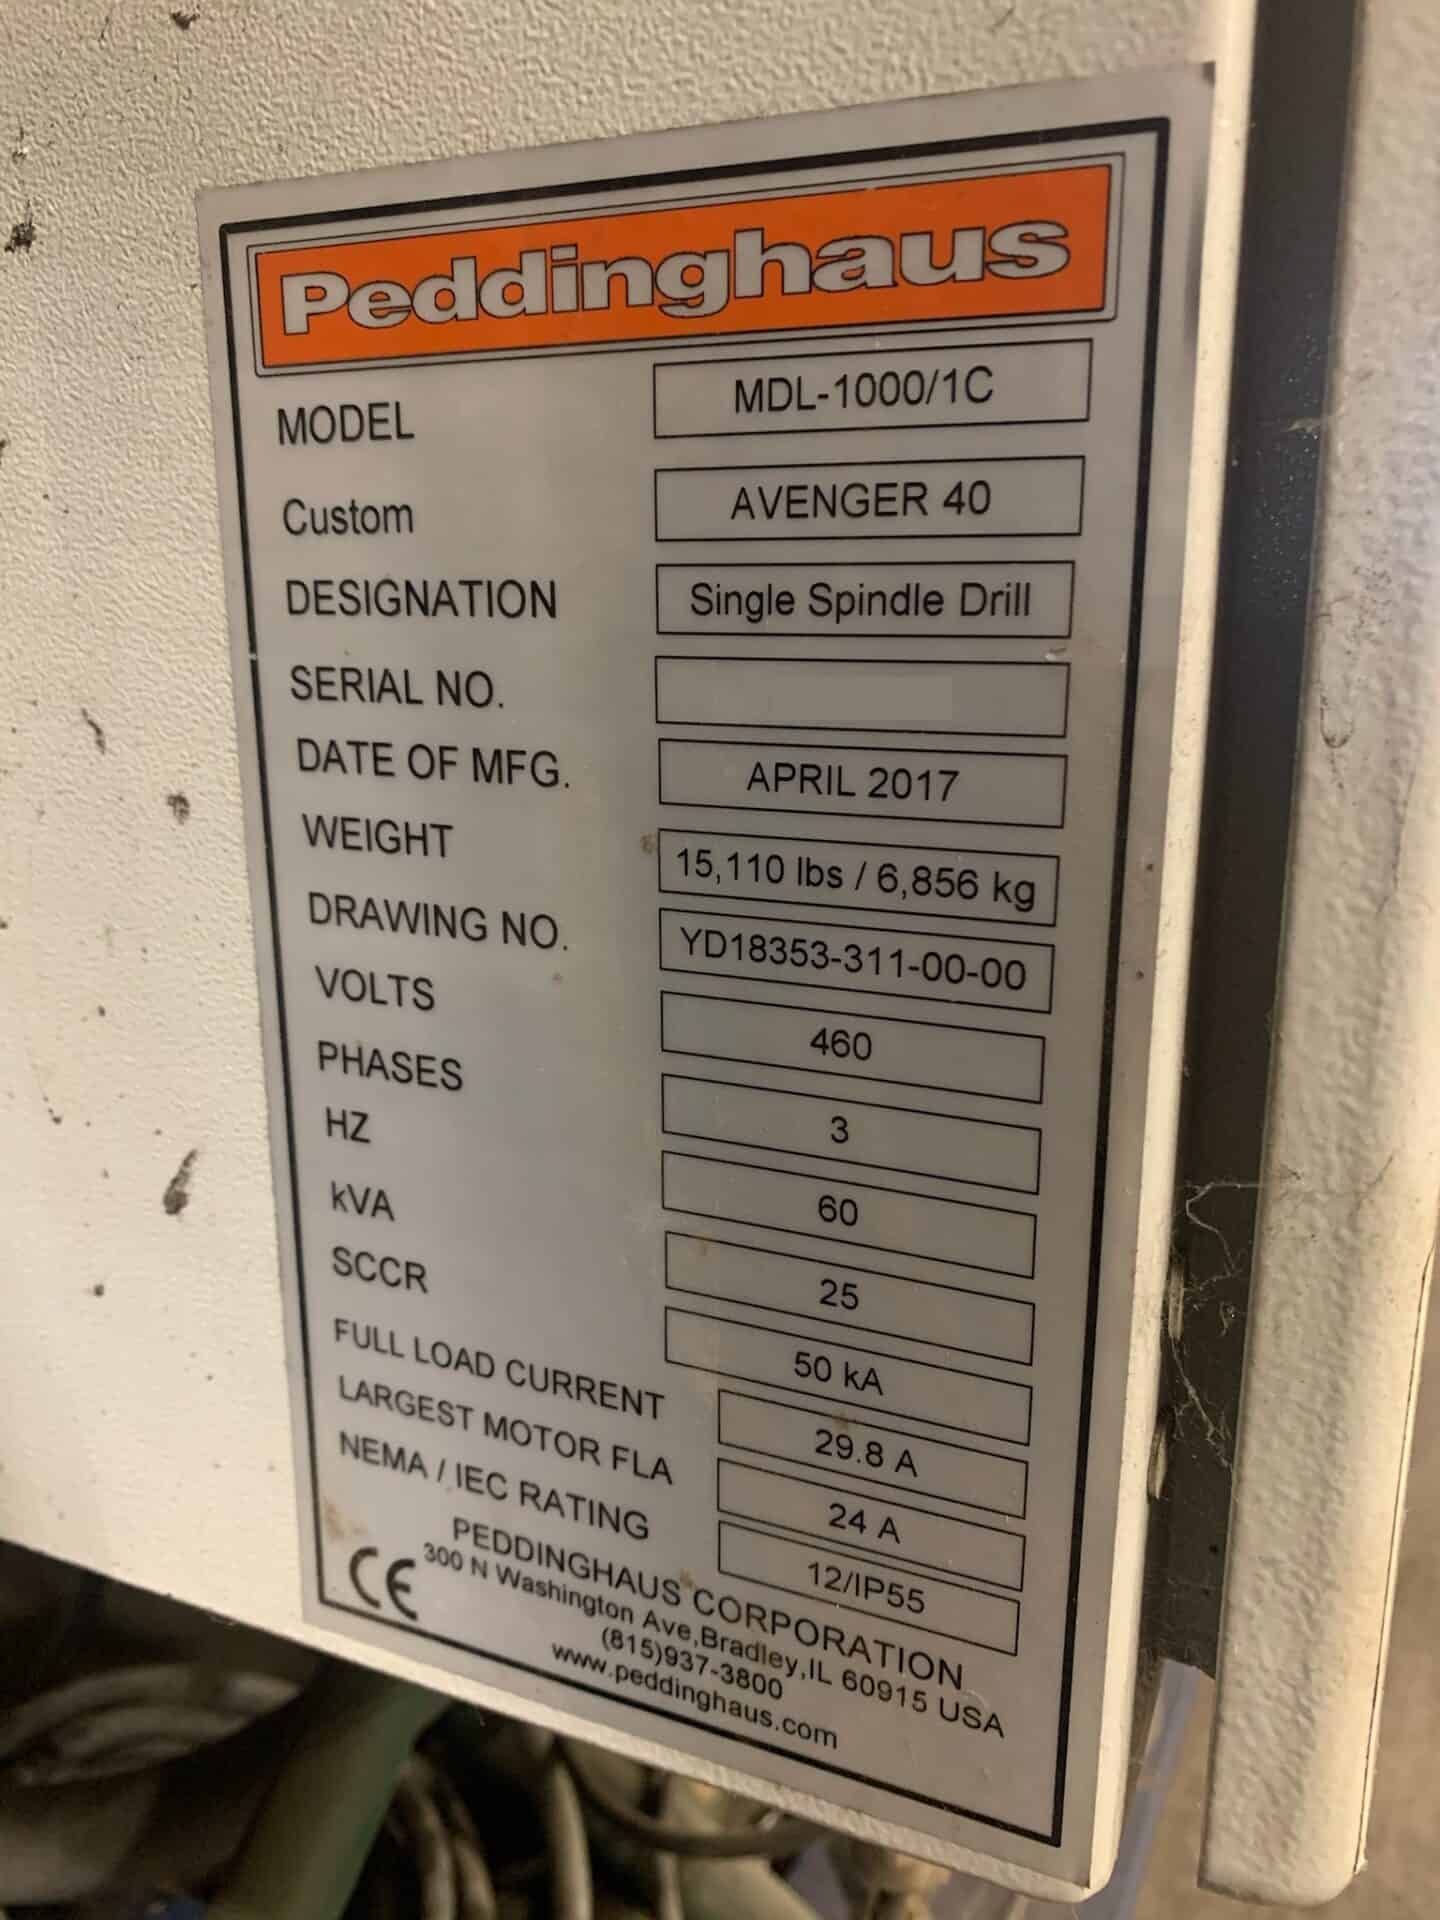 Peddinghaus
MODEL MDL-1000/1C
Custom AVENGER 40
DESIGNATION Single Spindle Drill
SERIAL NO.
DATE OF MFG. APRIL 2017
WEIGHT 15,110 lbs / 6,856 kg
DRAWING NO. YD18353-311-00-00
VOLTS 460
PHASES 3
HZ 60
kVA 25
SCCR 50 kA
FULL LOAD CURRENT 29.8 A
LARGEST MOTOR FLA 24 A
NEMA / IEC RATING 12/IP55
CE PEDDINGHAUS CORPORATION
300 N Washington Ave,Bradley,IL 60915 USA
(815)937-3800
www.peddinghaus.com